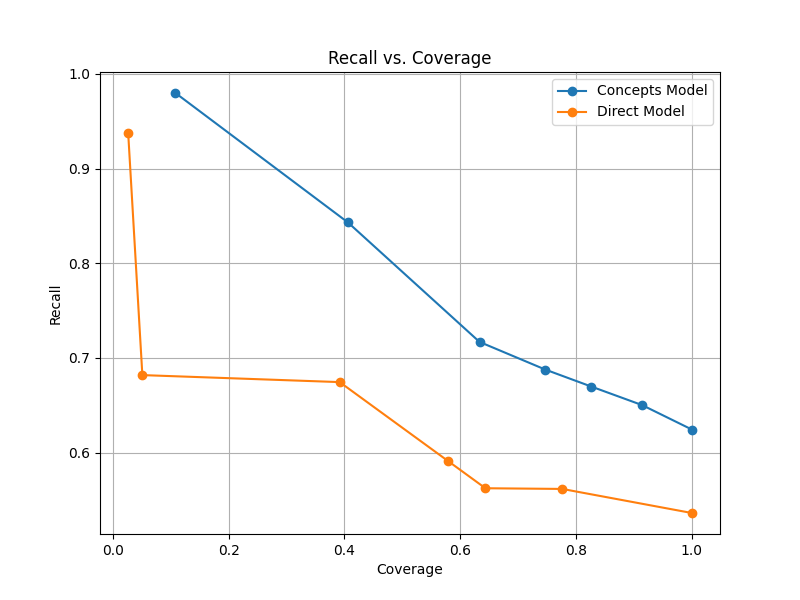 Recall vs. Coverage
Concepts Model
Direct Model
Recall
1.0
0.9
0.8
0.7
0.6
0.0 0.2 0.4 0.6 0.8 1.0
Coverage